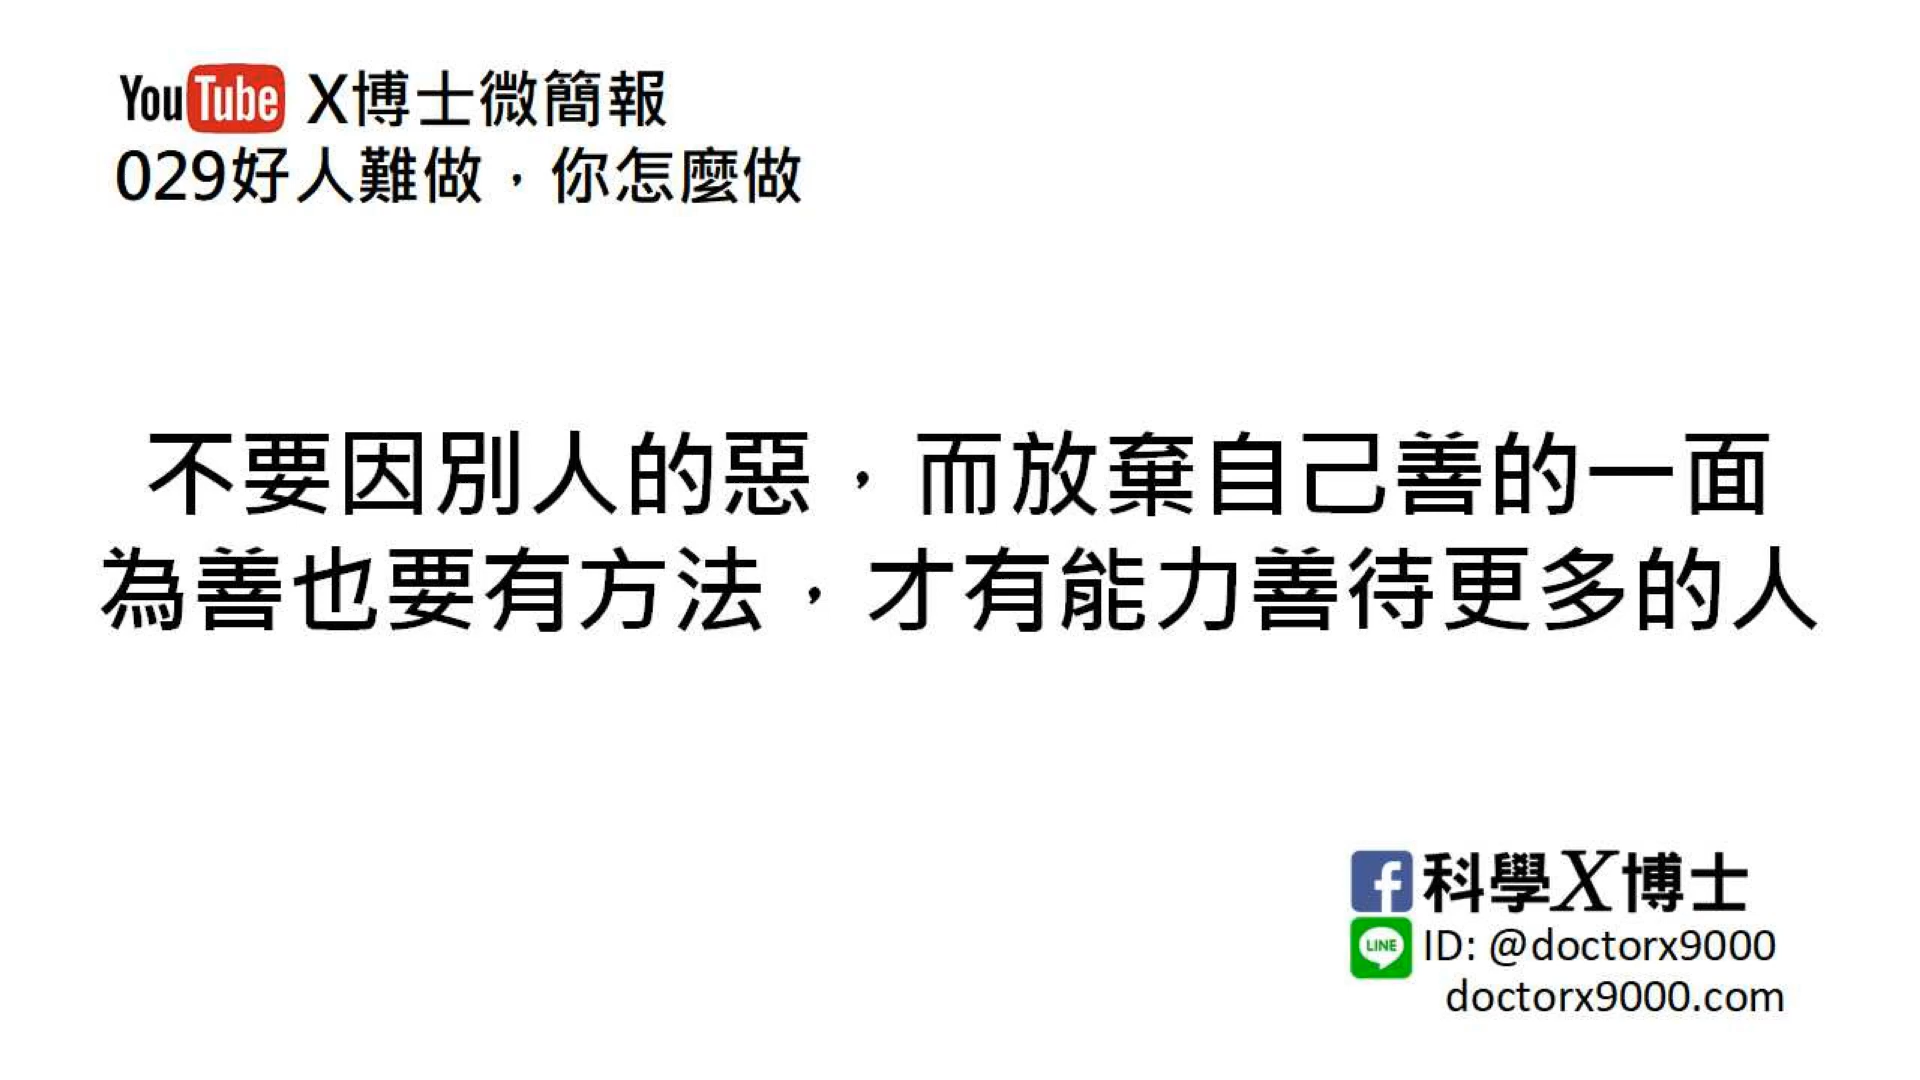 YouTube X博士微簡報
029好人難做，你怎麼做
不要因別人的惡，而放棄自己善的一面
為善也要有方法，才有能力善待更多的人
f 科學X博士
LINE ID: @doctorx9000
doctorx9000.com